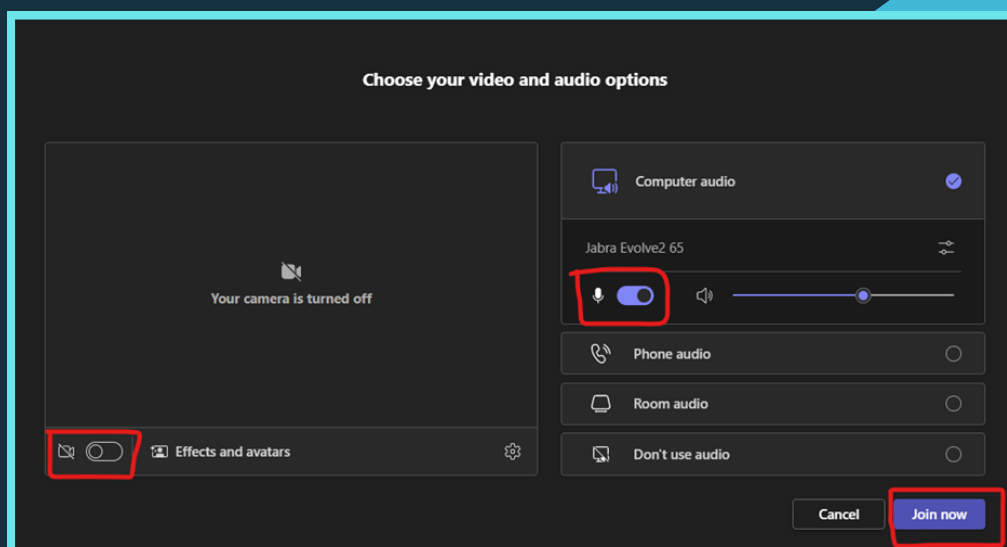 Choose your video and audio options
Your camera is turned off
Effects and avatars
Computer audio
Jabra Evolve2 65
Phone audio
Room audio
Don't use audio
Cancel
Join now